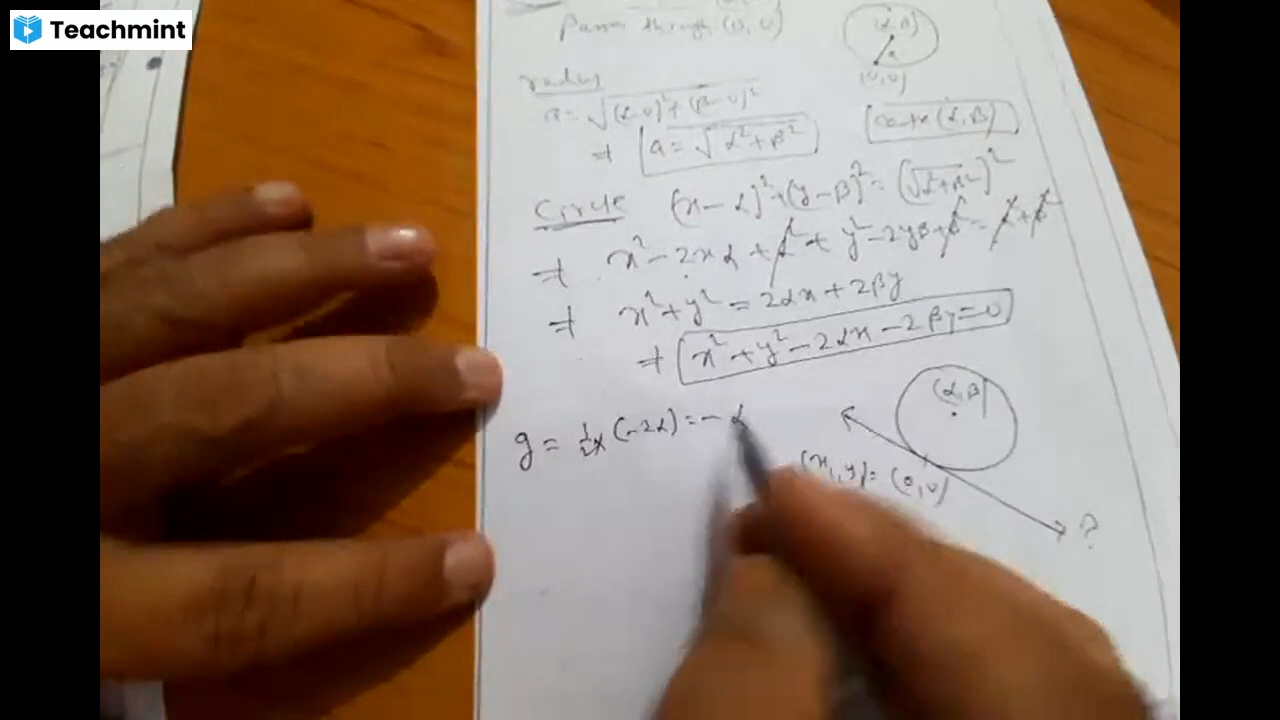 Teachmint
passes through (0, 0)
(α, β)
a
(0, 0)
radius
a = √(α-0)² + (β-0)²
⇒ a = √α² + β²
centre (α, β)
Circle (x - α)² + (y - β)² = (√α² + β²)²
⇒ x² - 2xα + α² + y² - 2yβ + β² = α² + β²
⇒ x² + y² = 2αx + 2βy
⇒ x² + y² - 2αx - 2βy = 0
(α, β)
g = ½ × (-2α) = - α
(x₁, y₁) = (0, 0)
?